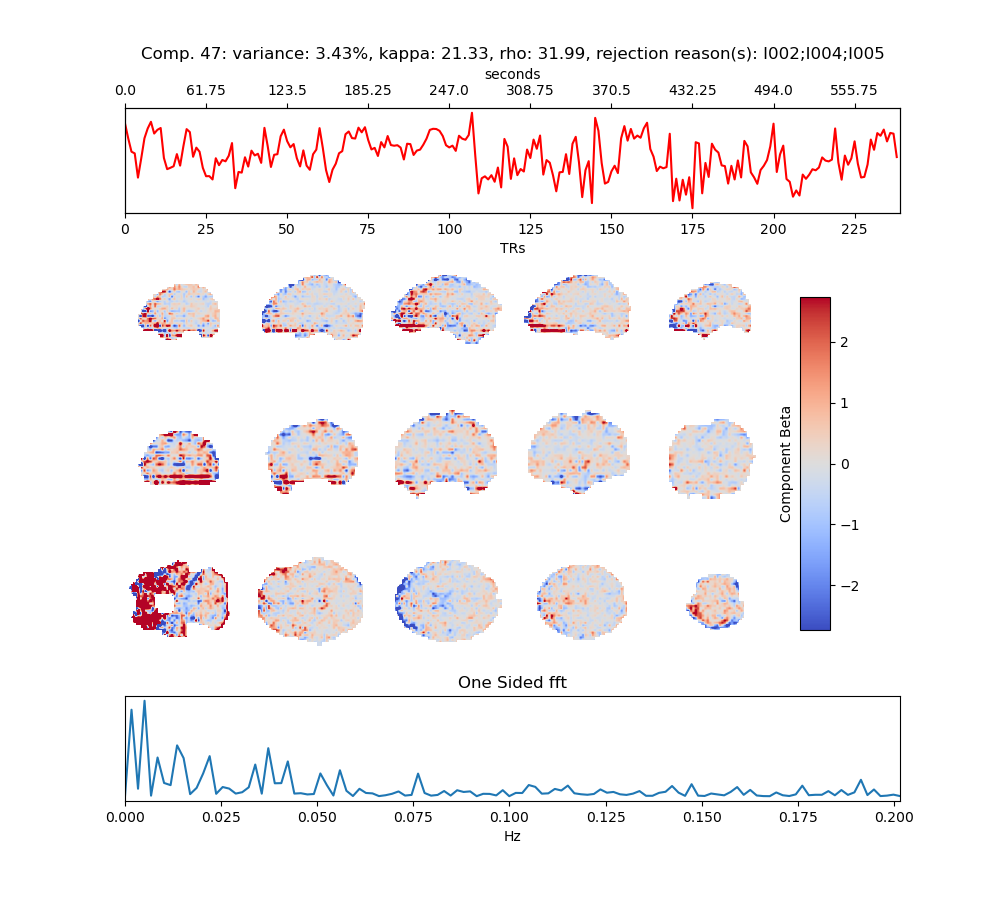 Comp. 47: variance: 3.43%, kappa: 21.33, rho: 31.99, rejection reason(s): I002;I004;I005
seconds
0.0 61.75 123.5 185.25 247.0 308.75 370.5 432.25 494.0 555.75
0 25 50 75 100 125 150 175 200 225
TRs
2
1
0
−1
−2
Component Beta
One Sided fft
0.000 0.025 0.050 0.075 0.100 0.125 0.150 0.175 0.200
Hz